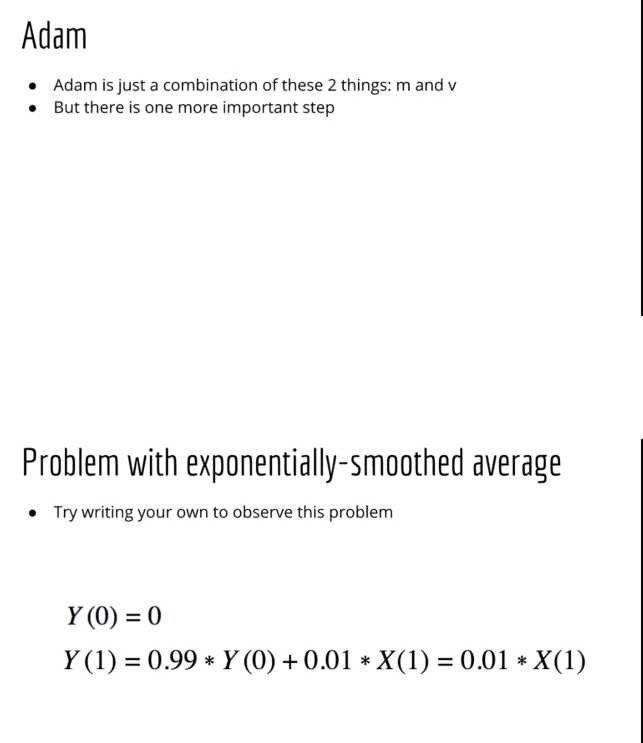 Adam
● Adam is just a combination of these 2 things: m and v
● But there is one more important step
Problem with exponentially-smoothed average
● Try writing your own to observe this problem
Y(0) = 0
Y(1) = 0.99 * Y(0) + 0.01 * X(1) = 0.01 * X(1)